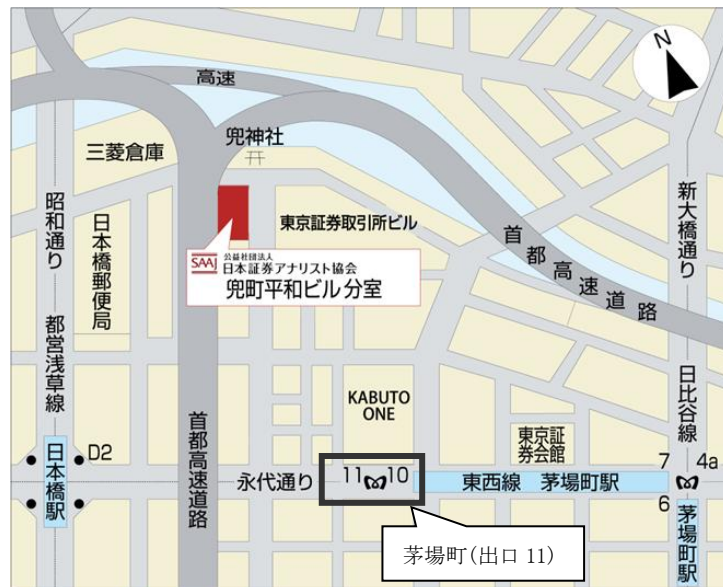 N
高速
兜神社
三菱倉庫
昭和通り
日本橋郵便局
東京証券取引所ビル
新大橋通り
首都高速道路
SAAJ 公益社団法人
日本証券アナリスト協会
兜町平和ビル分室
都営浅草線
日比谷線
KABUTO
ONE
首都高速道路
東京証
券会館
日本橋駅
D2
永代通り
11 10
東西線 茅場町駅
7 4a
6
茅場町駅
茅場町(出口 11)